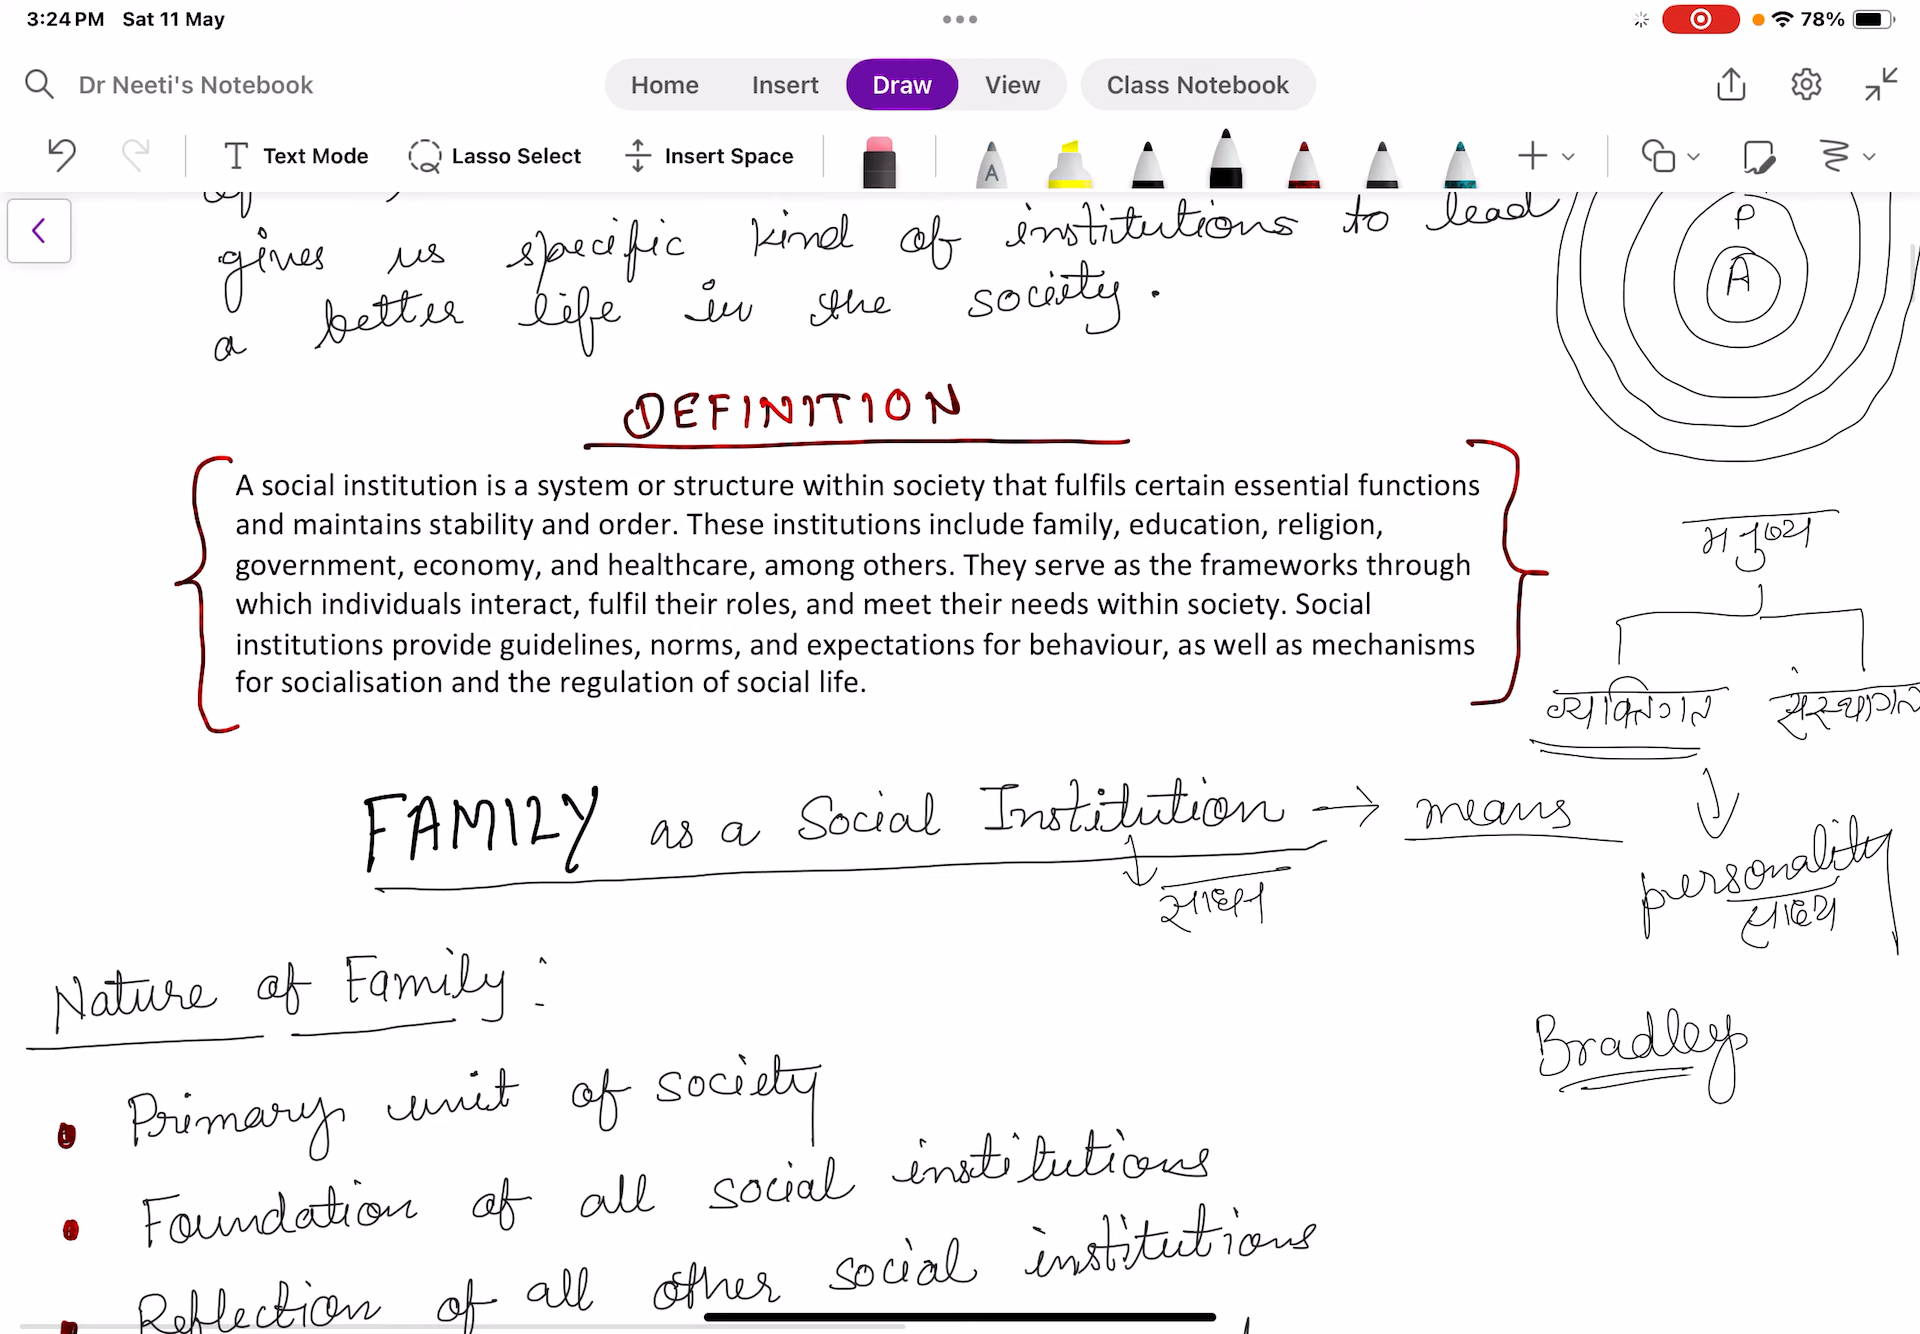 3:24 PM Sat 11 May
78%
Dr Neeti's Notebook
Home Insert Draw View Class Notebook
Text Mode Lasso Select Insert Space
A
gives us specific kind of institutions to lead
a better life in the society.
P
A
DEFINITION
A social institution is a system or structure within society that fulfils certain essential functions
and maintains stability and order. These institutions include family, education, religion,
government, economy, and healthcare, among others. They serve as the frameworks through
which individuals interact, fulfil their roles, and meet their needs within society. Social
institutions provide guidelines, norms, and expectations for behaviour, as well as mechanisms
for socialisation and the regulation of social life.
मनुष्य
व्यक्तिगत संस्थागत
FAMILY as a Social Institution → means
साधन
personality
साध्य
Nature of Family:
Bradley
Primary unit of society
Foundation of all social institutions
Reflection of all other social institutions